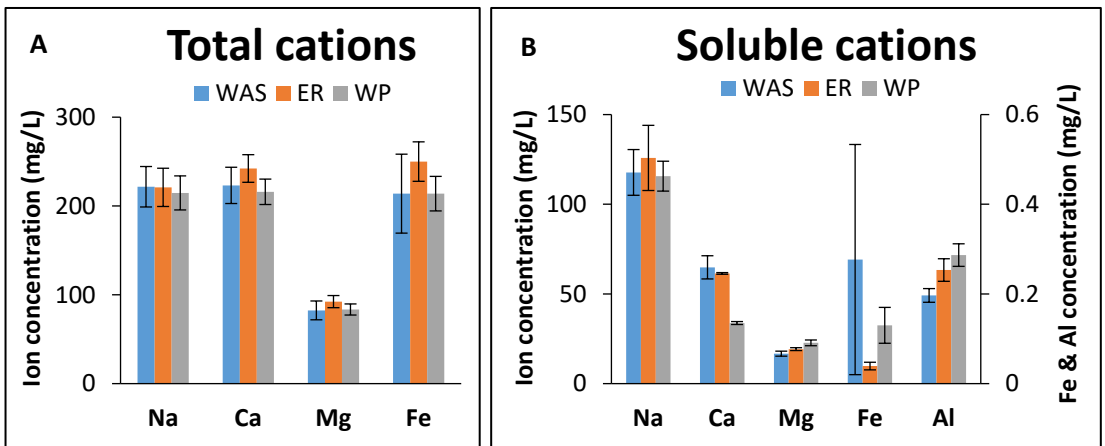 A
Total cations
WAS ER WP
Ion concentration (mg/L)
300
200
100
0
Na Ca Mg Fe
B
Soluble cations
WAS ER WP
Ion concentration (mg/L)
150
100
50
0
Fe & Al concentration (mg/L)
0.6
0.4
0.2
0
Na Ca Mg Fe Al